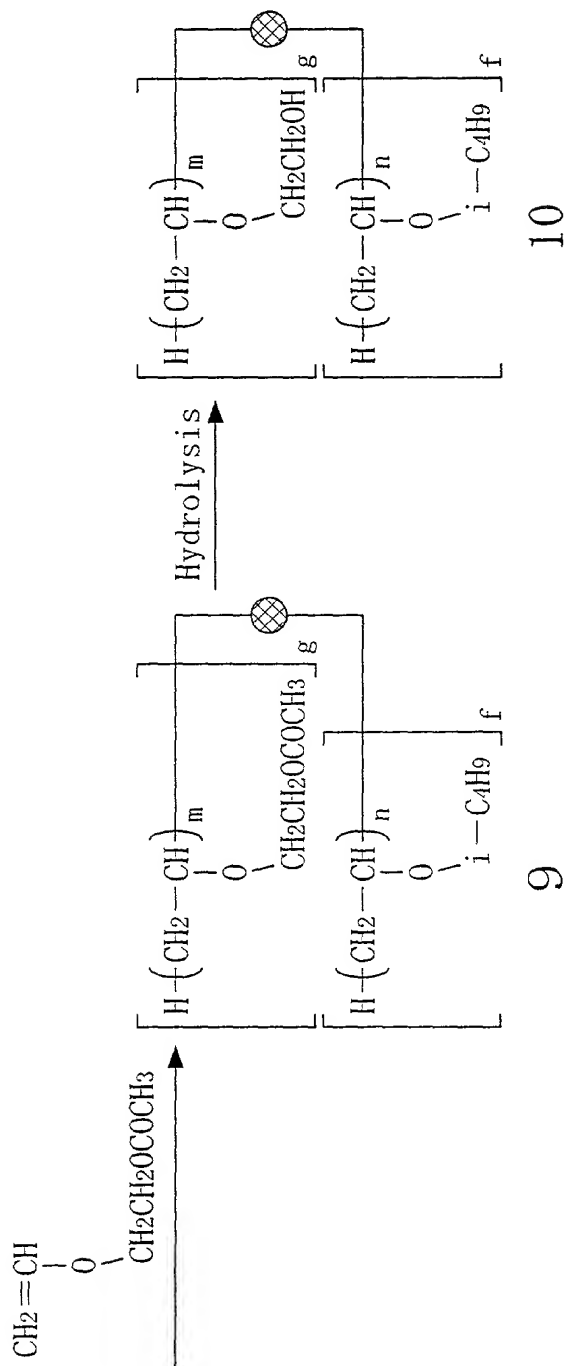 CH2=CH
O
CH2CH2OCOCH3
H-(CH2-CH)m
O
CH2CH2OCOCH3
g
H-(CH2-CH)n
O
i-C4H9
f
9
Hydrolysis
H-(CH2-CH)m
O
CH2CH2OH
g
H-(CH2-CH)n
O
i-C4H9
f
10